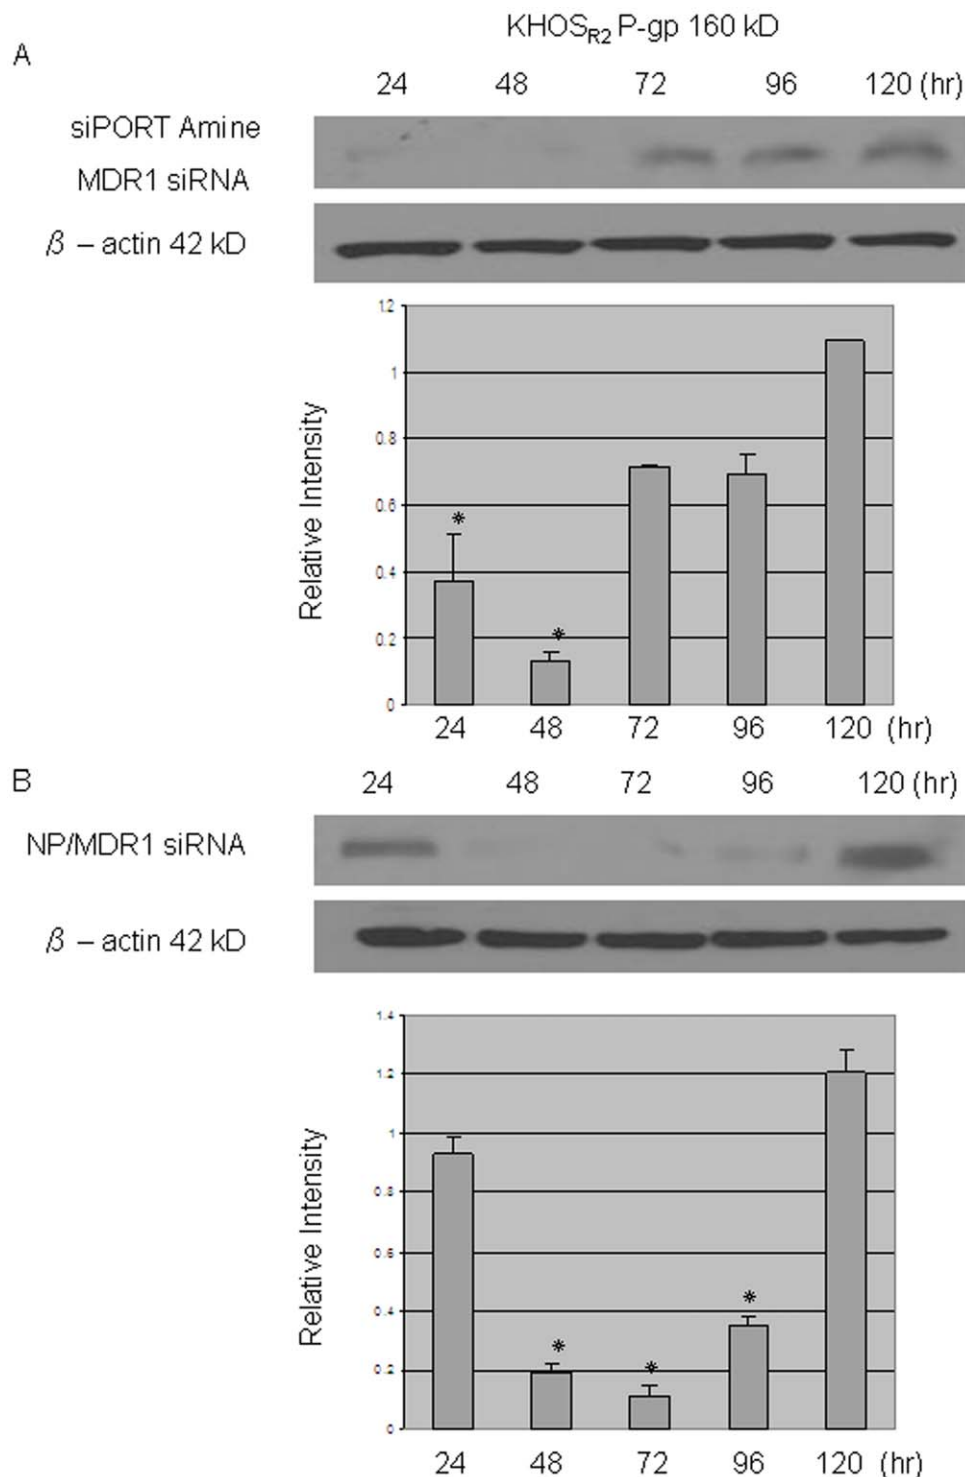 KHOSR2 P-gp 160 kD
A
24 48 72 96 120 (hr)
siPORT Amine
MDR1 siRNA
β – actin 42 kD
Relative Intensity
1.2
1
0.8
0.6
0.4
0.2
0
*
*
24 48 72 96 120 (hr)
B
24 48 72 96 120 (hr)
NP/MDR1 siRNA
β – actin 42 kD
Relative Intensity
1.4
1.2
1
0.8
0.6
0.4
0.2
0
*
*
*
24 48 72 96 120 (hr)